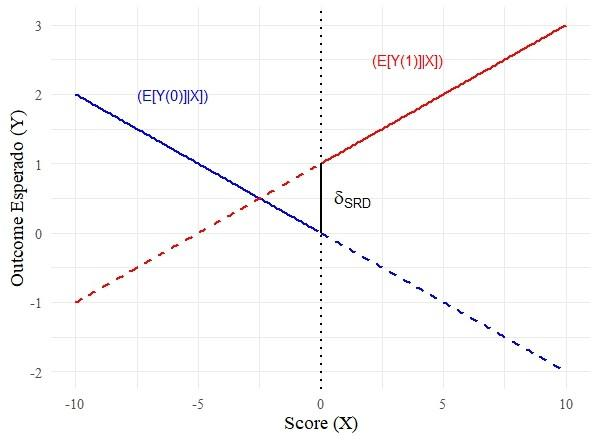 3
2
1
0
-1
-2
-10
-5
0
5
10
Outcome Esperado (Y)
Score (X)
(E[Y(0)]|X])
(E[Y(1)]|X])
δSRD